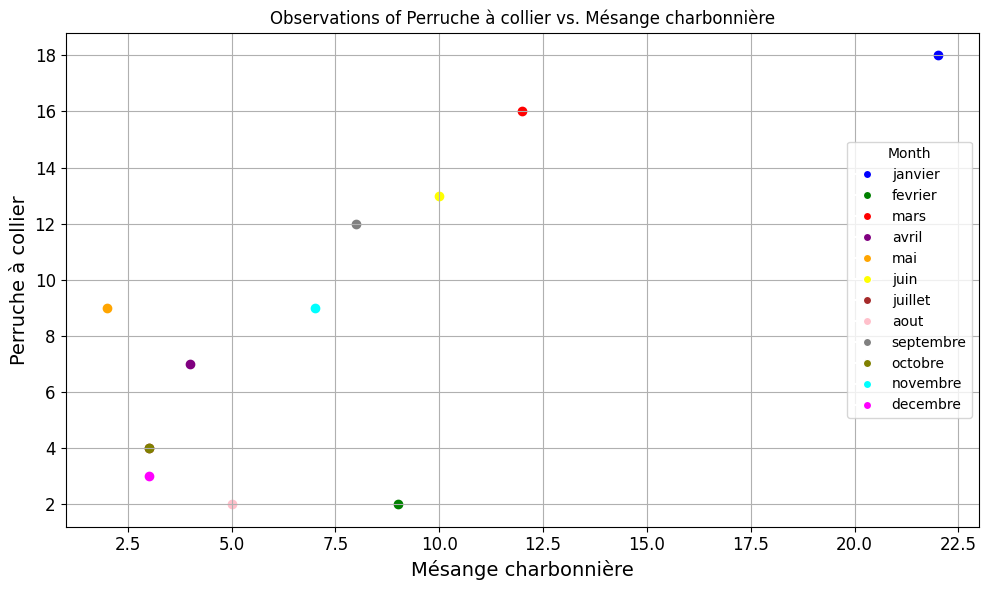 Observations of Perruche à collier vs. Mésange charbonnière
Perruche à collier
18
16
14
12
10
8
6
4
2
2.5 5.0 7.5 10.0 12.5 15.0 17.5 20.0 22.5
Mésange charbonnière
Month
janvier
fevrier
mars
avril
mai
juin
juillet
aout
septembre
octobre
novembre
decembre